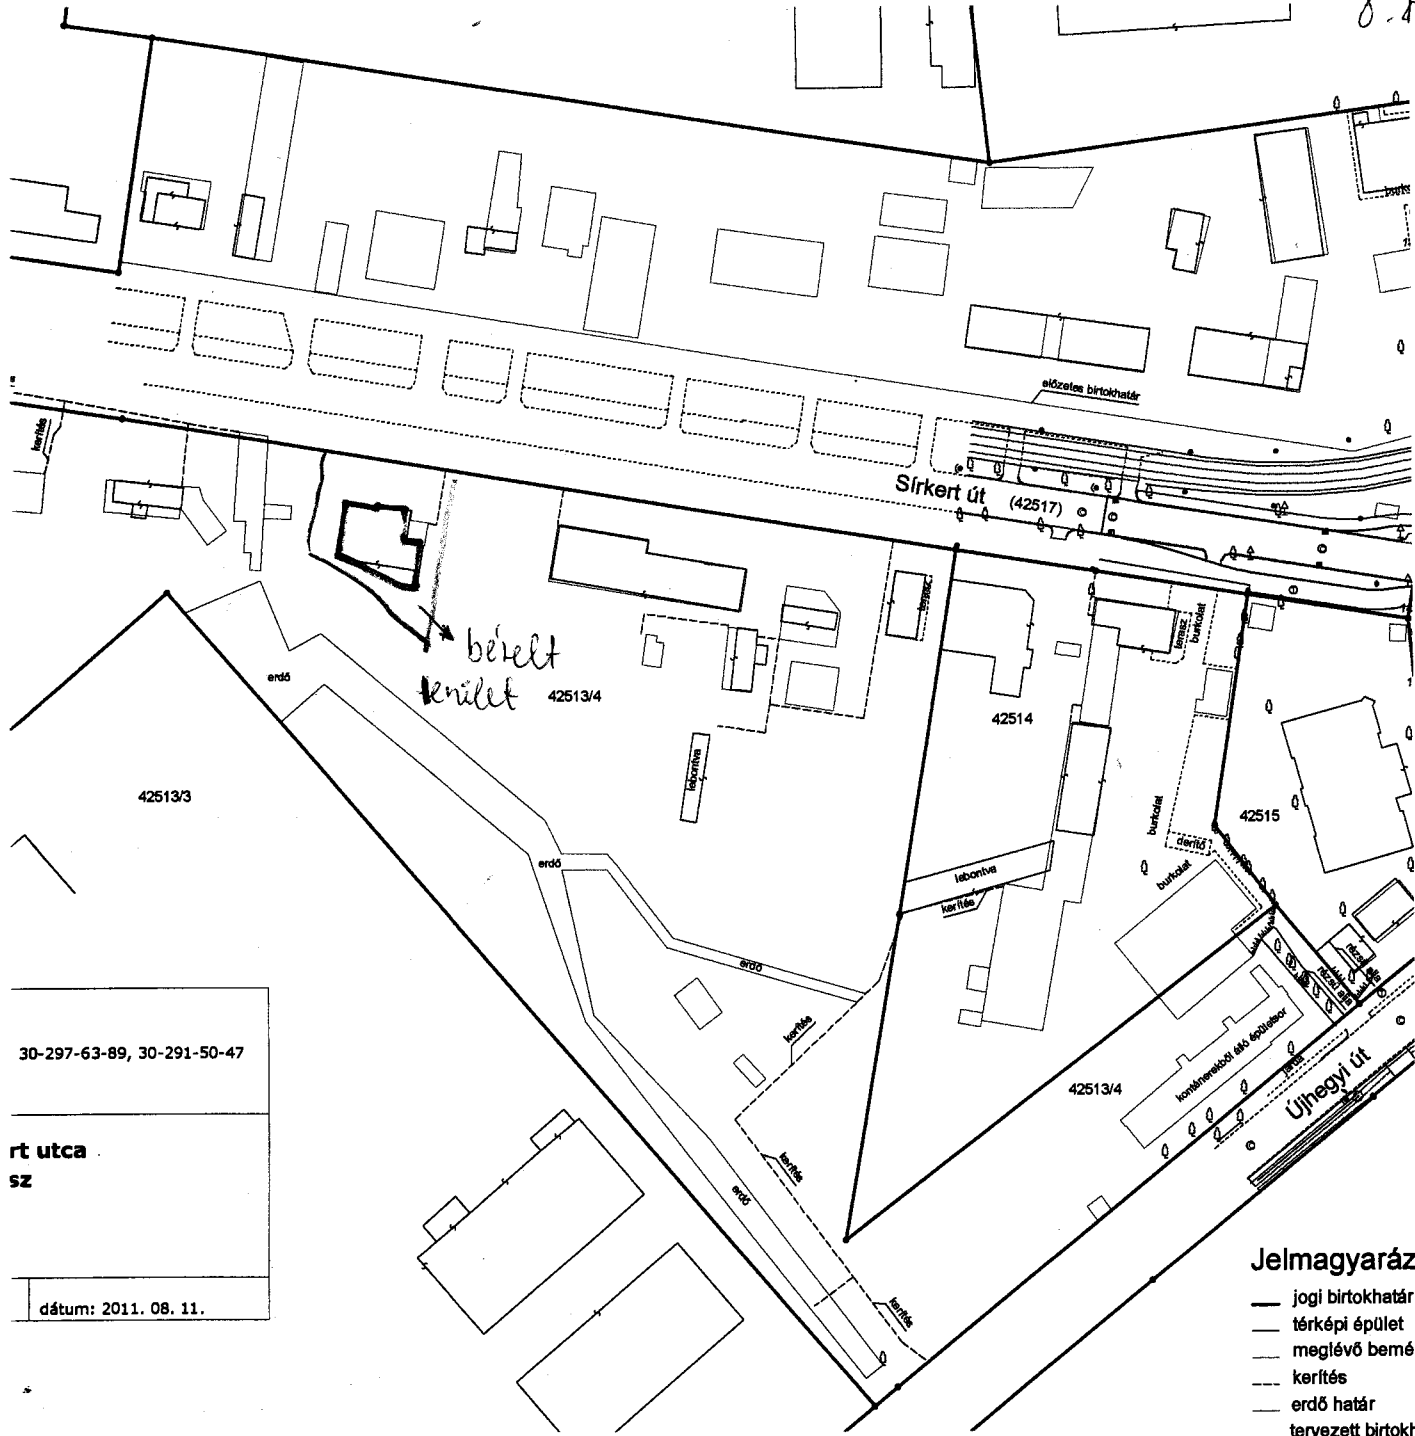 előzetes birtokhatár
kerítés
Sírkert út (42517)
terasz
terasz
burkolat
bérelt
terület
erdő
42513/4
42514
lebontva
42513/3
burkolat
42515
derítő
erdő
lebontva
burkolat
kerítés
erdő
rézsű alja
kerítés
30-297-63-89, 30-291-50-47
konténerekből álló épületsor
járda
42513/4
Újhegyi út
rt utca
sz
kerítés
erdő
Jelmagyaráz
jogi birtokhatár
dátum: 2011. 08. 11.
kerítés
térképi épület
meglévő bemé
kerítés
erdő határ
tervezett birtokh